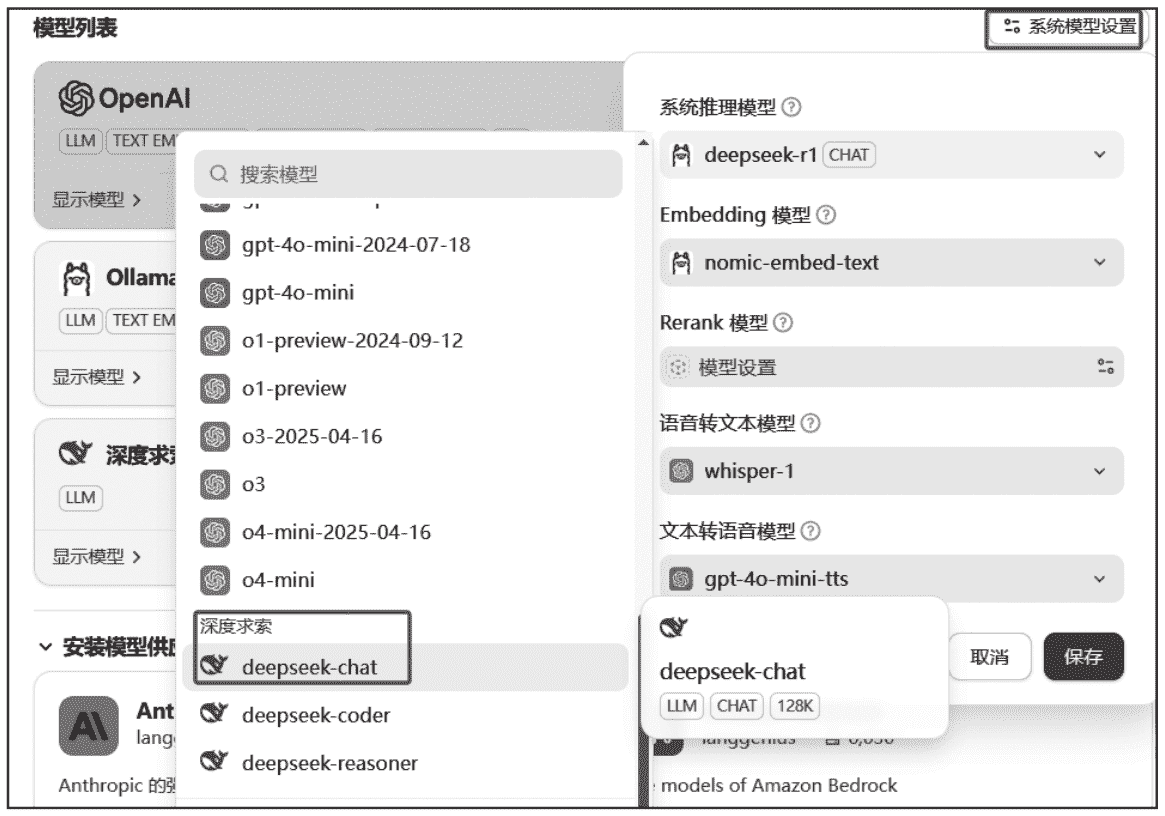 模型列表
系统模型设置
OpenAI
LLM
TEXT EM
显示模型
Ollama
LLM
TEXT EM
显示模型
深度求
LLM
显示模型
安装模型供
Ant
lang
Anthropic 的
搜索模型
gpt-4o-mini-2024-07-18
gpt-4o-mini
o1-preview-2024-09-12
o1-preview
o3-2025-04-16
o3
o4-mini-2025-04-16
o4-mini
深度求索
deepseek-chat
deepseek-coder
deepseek-reasoner
系统推理模型
deepseek-r1 CHAT
Embedding 模型
nomic-embed-text
Rerank 模型
模型设置
语音转文本模型
whisper-1
文本转语音模型
gpt-4o-mini-tts
deepseek-chat
LLM CHAT 128K
取消
保存
langgenius
models of Amazon Bedrock